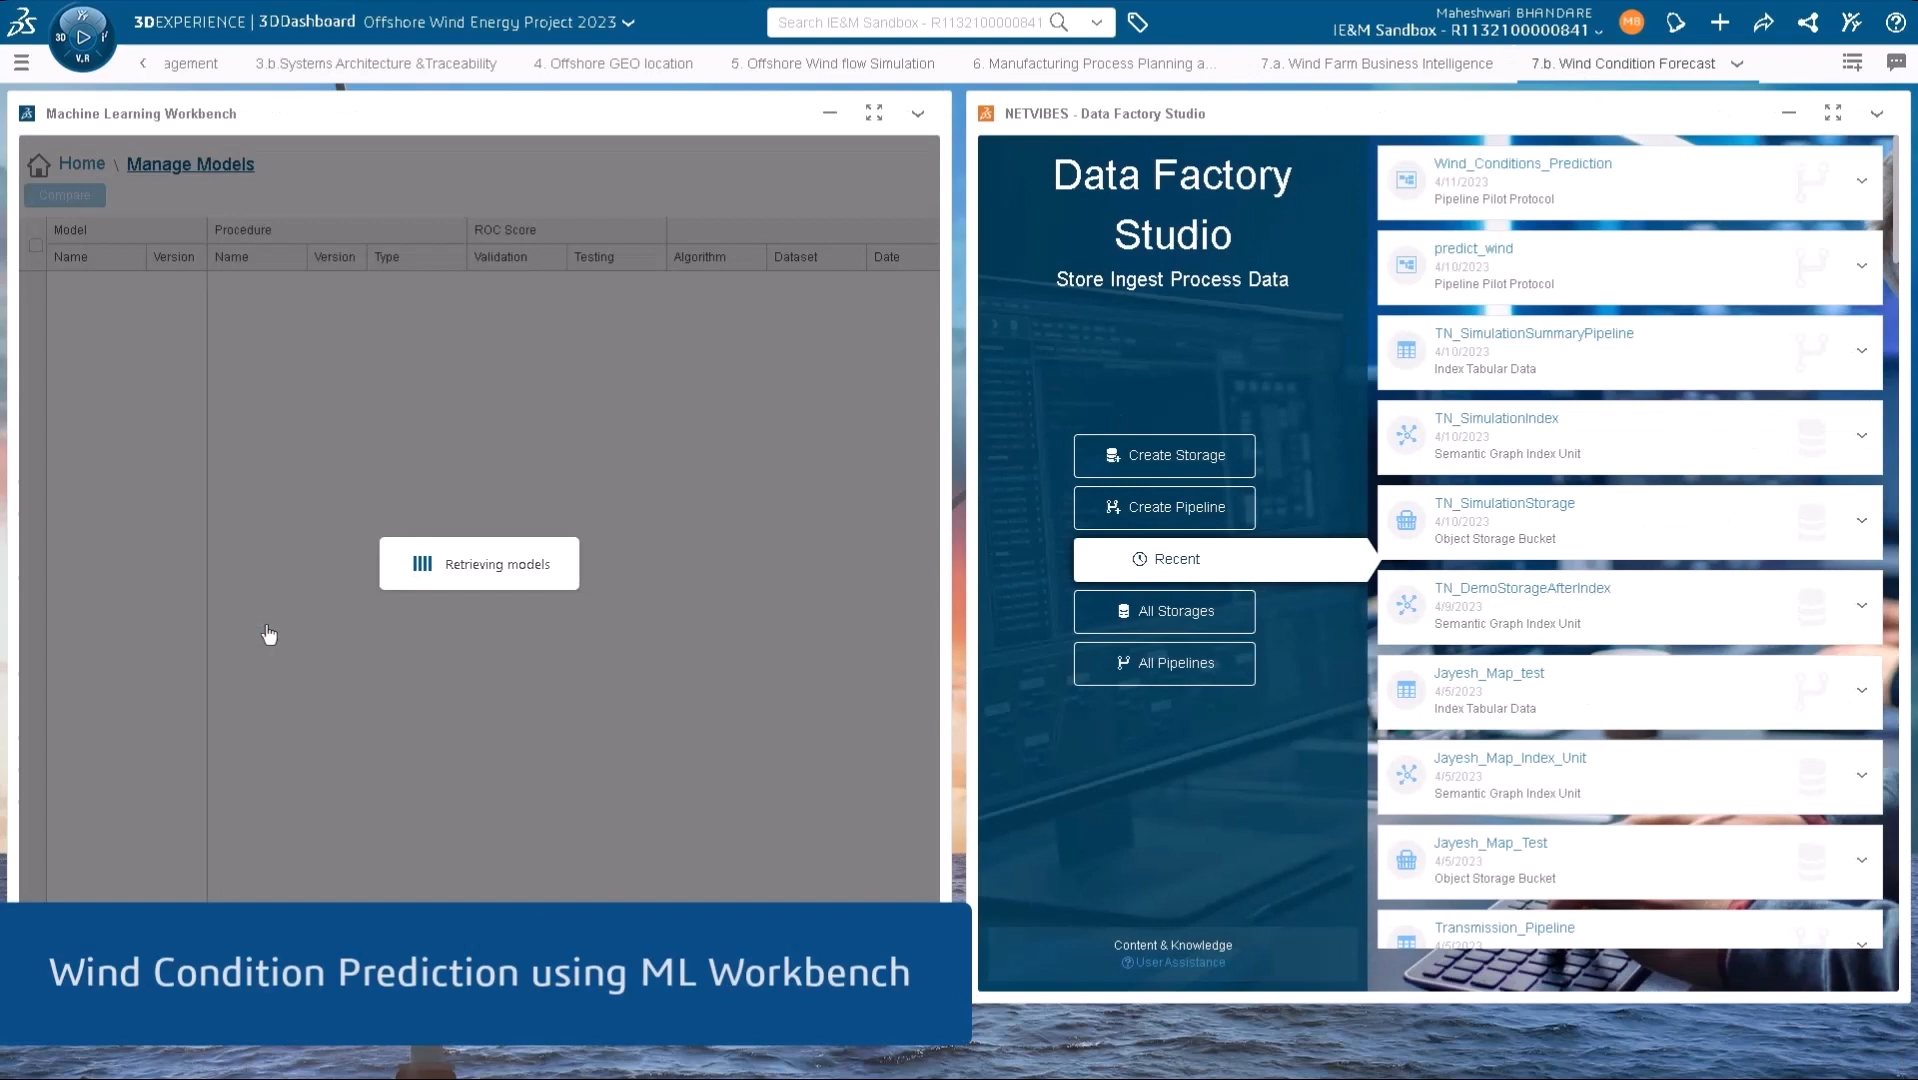 3DEXPERIENCE | 3DDashboard Offshore Wind Energy Project 2023
Search IE&M Sandbox - R1132100000841
Maheshwari BHANDARE
IE&M Sandbox - R1132100000841
MB
3D
V.R
agement
3.b.Systems Architecture &Traceability
4. Offshore GEO location
5. Offshore Wind flow Simulation
6. Manufacturing Process Planning a...
7.a. Wind Farm Business Intelligence
7.b. Wind Condition Forecast
Machine Learning Workbench
Home \ Manage Models
Compare
Model Procedure ROC Score
Name Version Name Version Type Validation Testing Algorithm Dataset Date
Retrieving models
Wind Condition Prediction using ML Workbench
NETVIBES - Data Factory Studio
Data Factory
Studio
Store Ingest Process Data
Create Storage
Create Pipeline
Recent
All Storages
All Pipelines
Content & Knowledge
User Assistance
Wind_Conditions_Prediction
4/11/2023
Pipeline Pilot Protocol
predict_wind
4/10/2023
Pipeline Pilot Protocol
TN_SimulationSummaryPipeline
4/10/2023
Index Tabular Data
TN_SimulationIndex
4/10/2023
Semantic Graph Index Unit
TN_SimulationStorage
4/10/2023
Object Storage Bucket
TN_DemoStorageAfterIndex
4/9/2023
Semantic Graph Index Unit
Jayesh_Map_test
4/5/2023
Index Tabular Data
Jayesh_Map_Index_Unit
4/5/2023
Semantic Graph Index Unit
Jayesh_Map_Test
4/5/2023
Object Storage Bucket
Transmission_Pipeline
4/5/2023